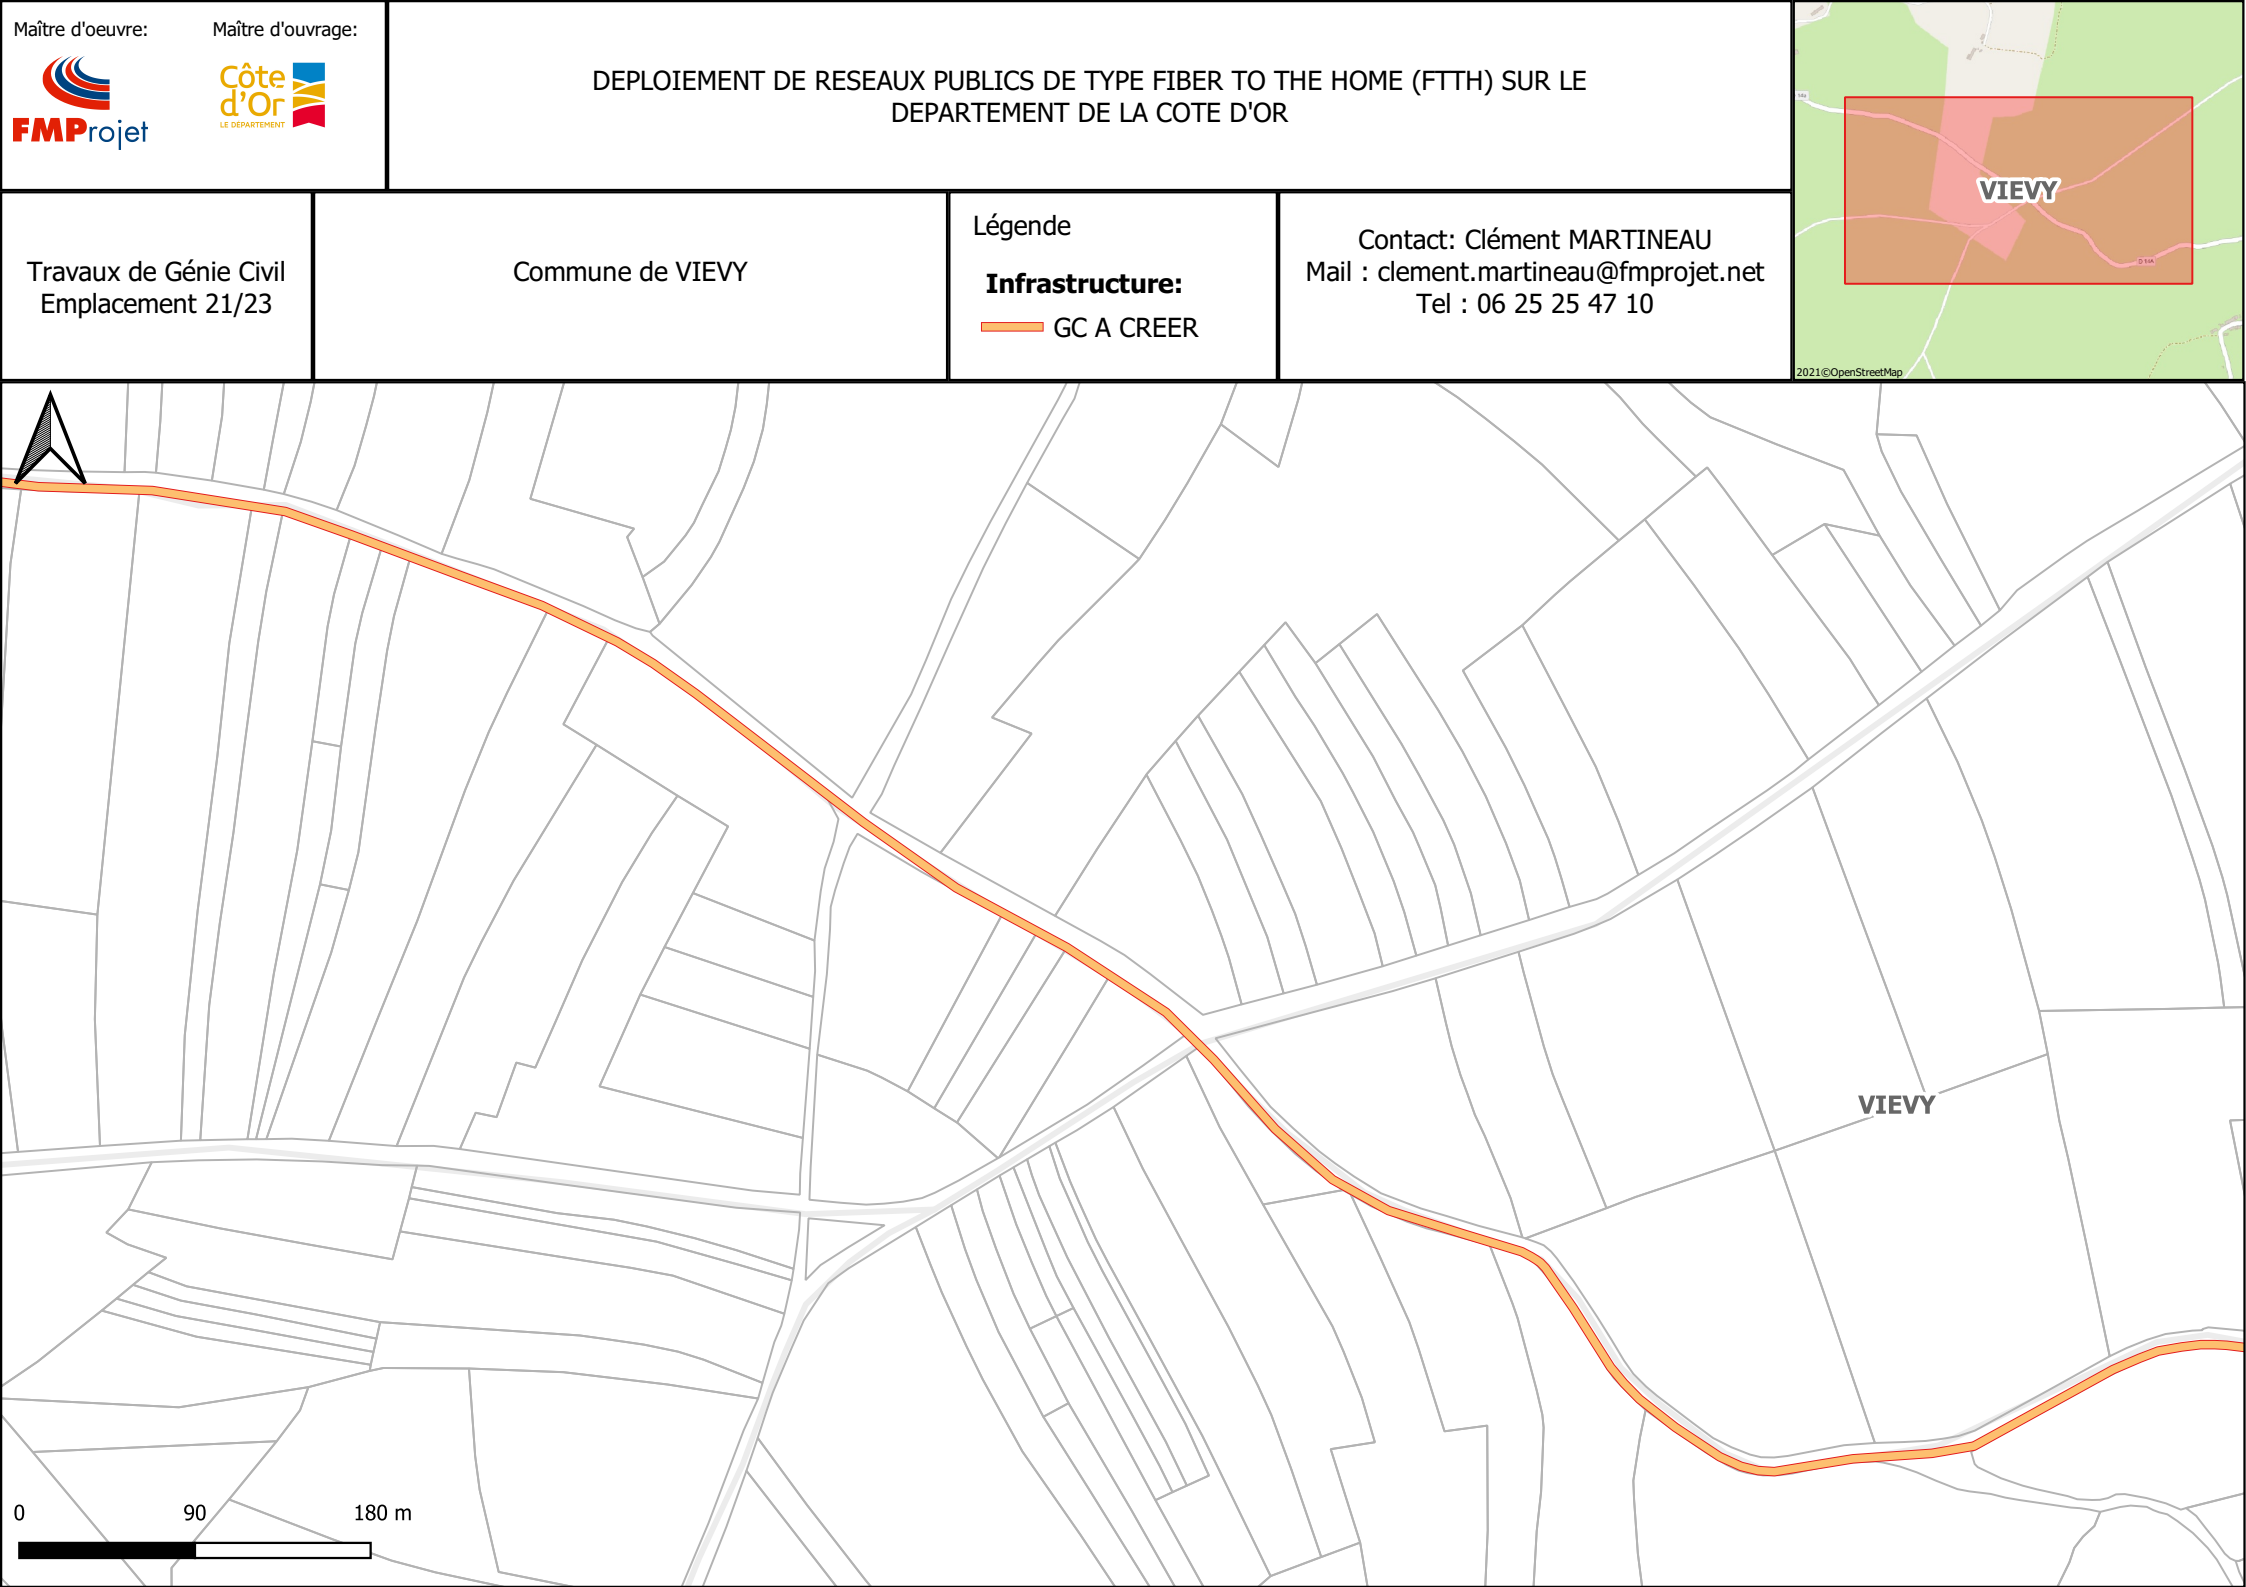 Maître d'oeuvre:
Maître d'ouvrage:
FMProjet
Côte
d'Or
LE DÉPARTEMENT
DEPLOIEMENT DE RESEAUX PUBLICS DE TYPE FIBER TO THE HOME (FTTH) SUR LE
DEPARTEMENT DE LA COTE D'OR
VIEVY
D 14A
2021©OpenStreetMap
Travaux de Génie Civil
Emplacement 21/23
Commune de VIEVY
Légende
Infrastructure:
GC A CREER
Contact: Clément MARTINEAU
Mail : clement.martineau@fmprojet.net
Tel : 06 25 25 47 10
VIEVY
0 90 180 m